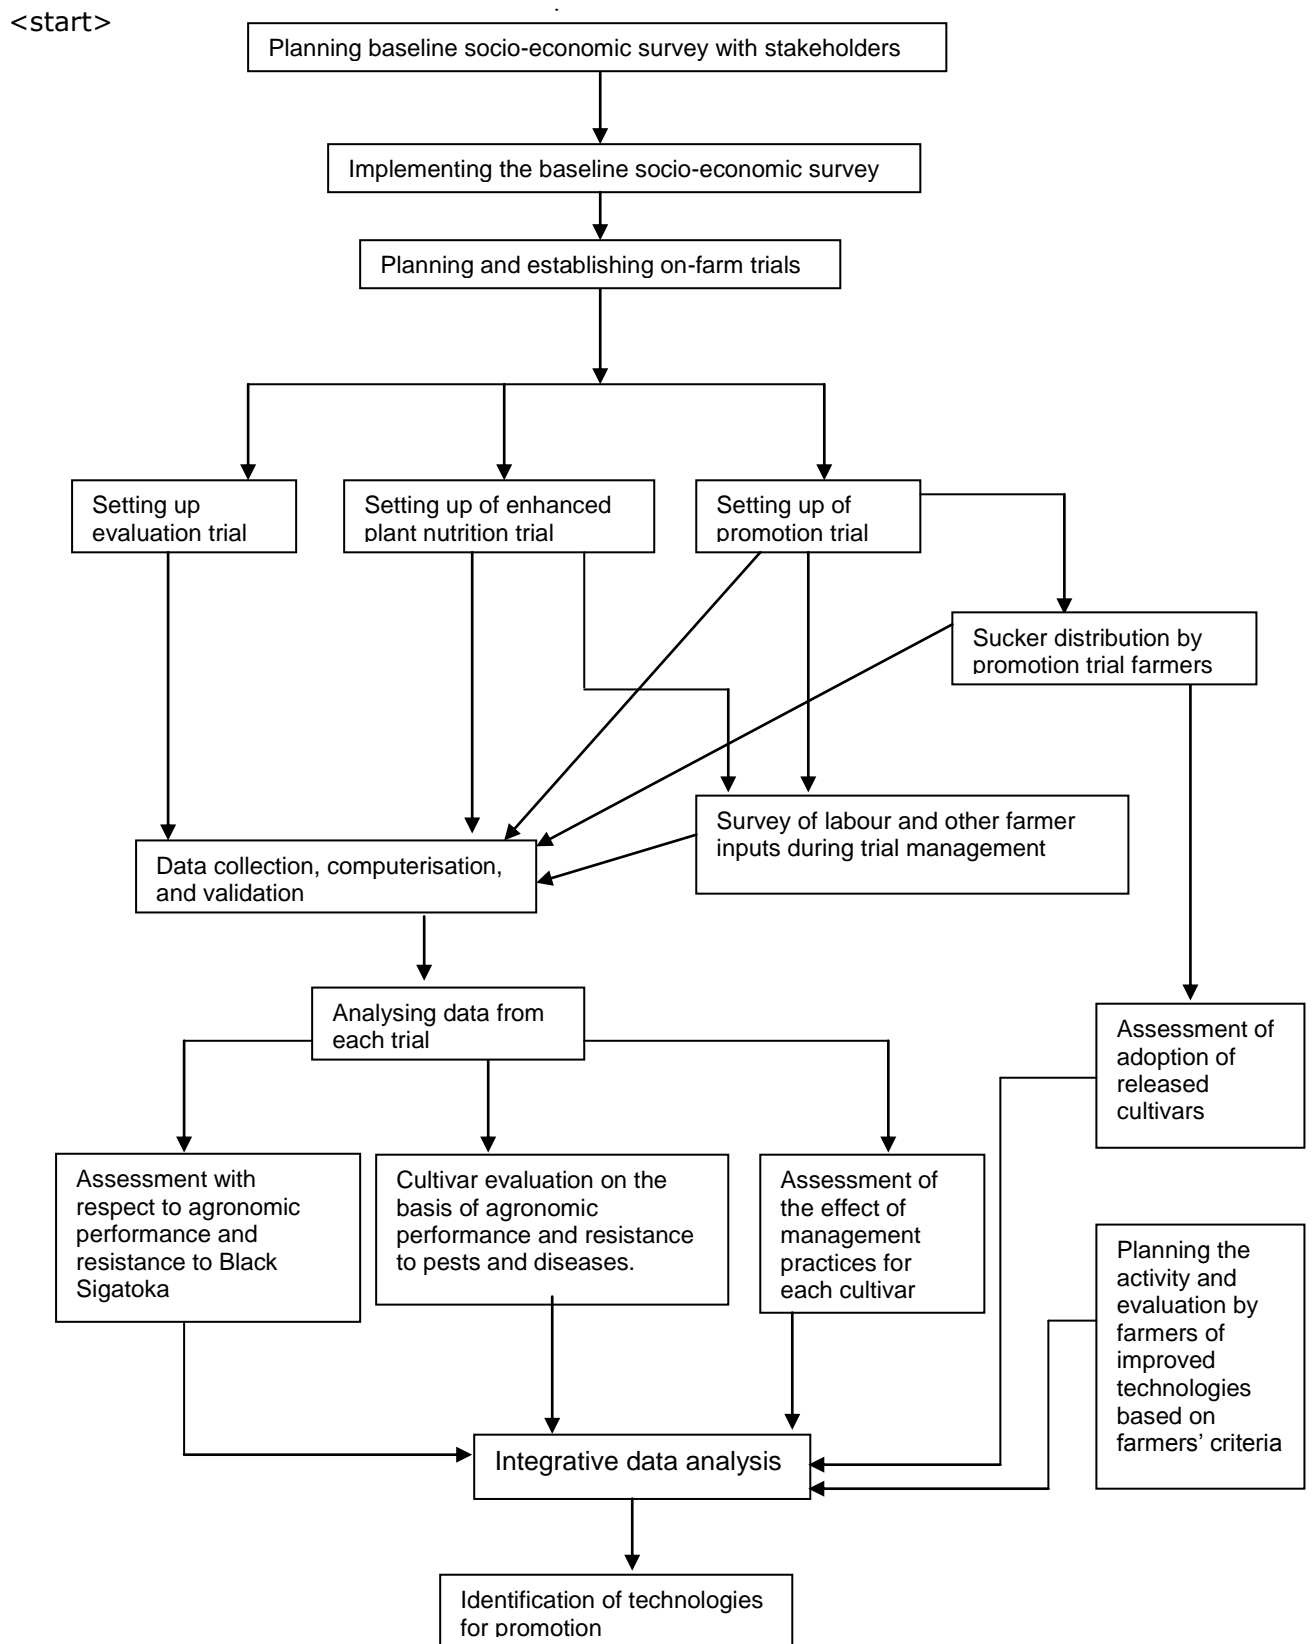 <start>
Planning baseline socio-economic survey with stakeholders
Implementing the baseline socio-economic survey
Planning and establishing on-farm trials
Setting up
evaluation trial
Setting up of enhanced
plant nutrition trial
Setting up of
promotion trial
Sucker distribution by
promotion trial farmers
Survey of labour and other farmer
inputs during trial management
Data collection, computerisation,
and validation
Analysing data from
each trial
Assessment of
adoption of
released
cultivars
Assessment with
respect to agronomic
performance and
resistance to Black
Sigatoka
Cultivar evaluation on the
basis of agronomic
performance and resistance
to pests and diseases.
Assessment of
the effect of
management
practices for
each cultivar
Planning the
activity and
evaluation by
farmers of
improved
technologies
based on
farmers’ criteria
Integrative data analysis
Identification of technologies
for promotion